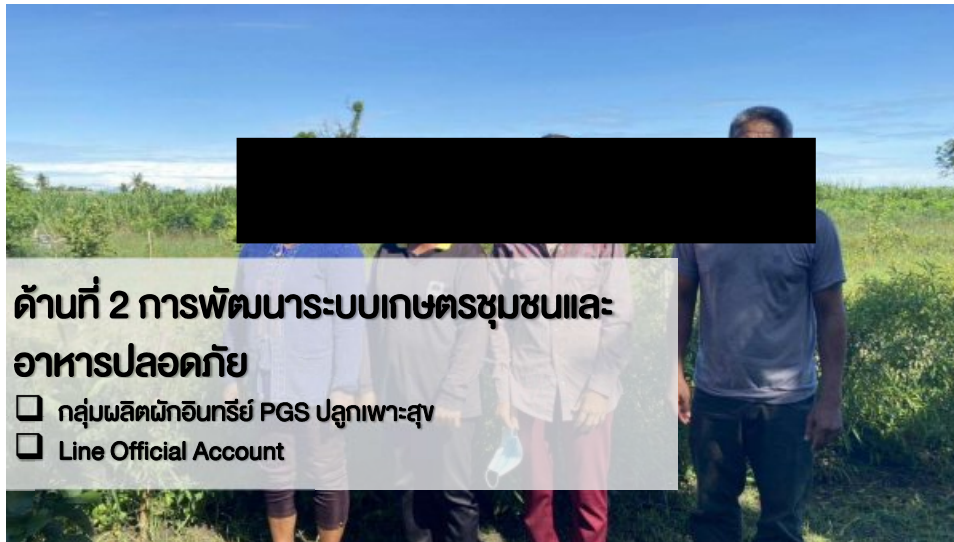 ด้านที่ 2 การพัฒนาระบบเกษตรชุมชนและ
อาหารปลอดภัย
กลุ่มผลิตผักอินทรีย์ PGS ปลูกเพาะสุข
Line Official Account